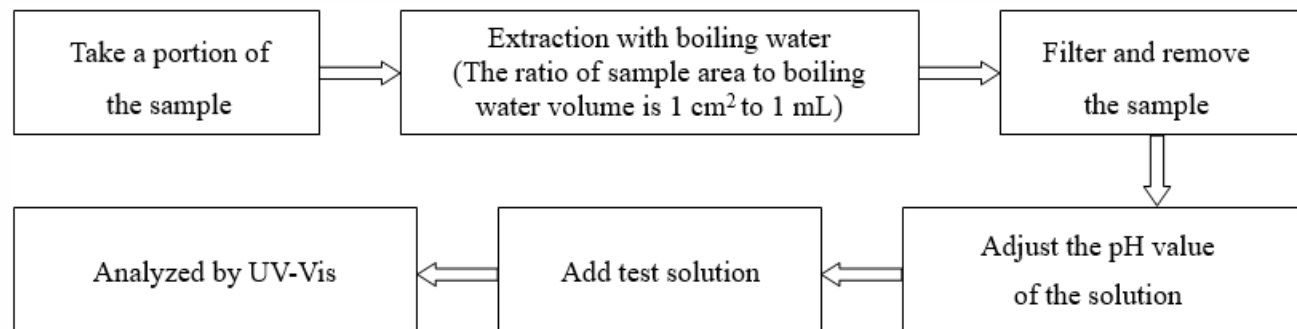 Take a portion of
the sample
Extraction with boiling water
(The ratio of sample area to boiling
water volume is 1 cm² to 1 mL)
Filter and remove
the sample
Adjust the pH value
of the solution
Add test solution
Analyzed by UV-Vis